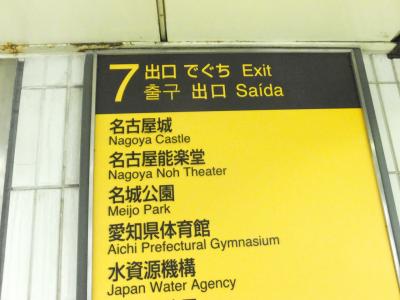 7 出口 でぐち Exit
출구 出口 Saída
名古屋城
Nagoya Castle
名古屋能楽堂
Nagoya Noh Theater
名城公園
Meijo Park
愛知県体育館
Aichi Prefectural Gymnasium
水資源機構
Japan Water Agency